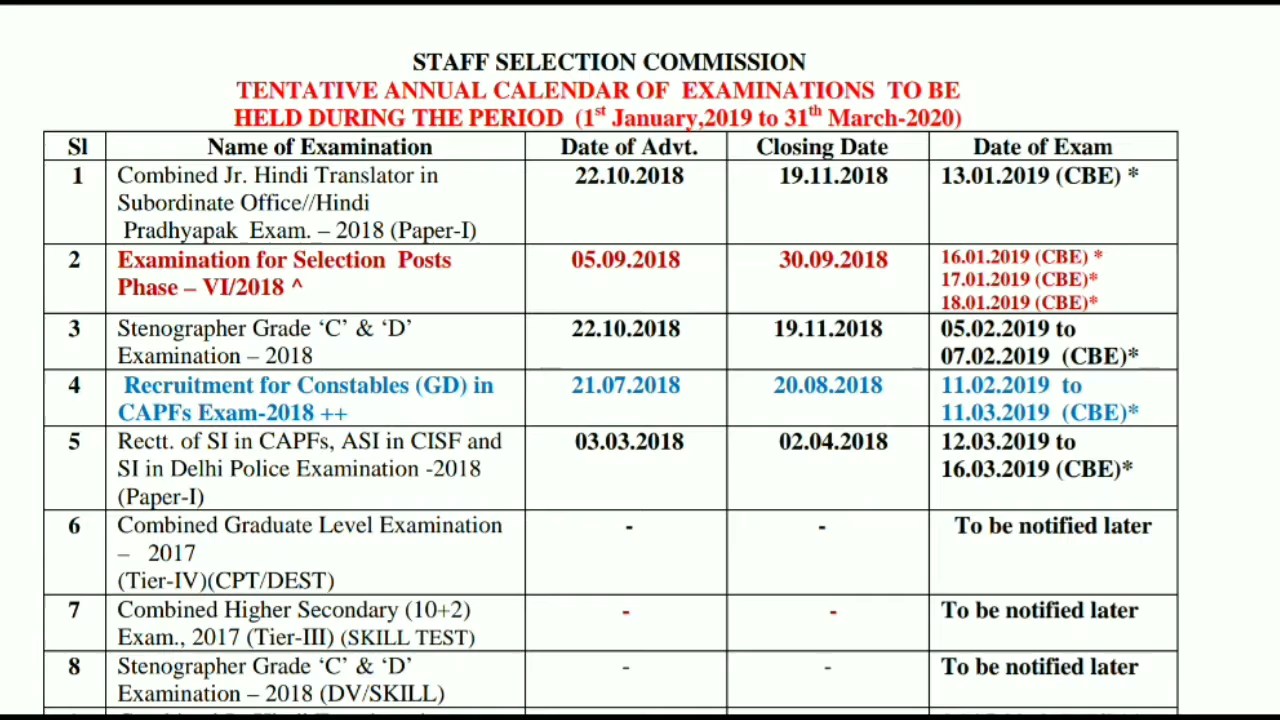 STAFF SELECTION COMMISSION
TENTATIVE ANNUAL CALENDAR OF EXAMINATIONS TO BE
HELD DURING THE PERIOD (1st January,2019 to 31th March-2020)
Sl Name of Examination Date of Advt. Closing Date Date of Exam
1 Combined Jr. Hindi Translator in 22.10.2018 19.11.2018 13.01.2019 (CBE) *
Subordinate Office//Hindi
Pradhyapak Exam. – 2018 (Paper-I)
2 Examination for Selection Posts 05.09.2018 30.09.2018 16.01.2019 (CBE) *
Phase – VI/2018 ^ 17.01.2019 (CBE)*
18.01.2019 (CBE)*
3 Stenographer Grade ‘C’ & ‘D’ 22.10.2018 19.11.2018 05.02.2019 to
Examination – 2018 07.02.2019 (CBE)*
4 Recruitment for Constables (GD) in 21.07.2018 20.08.2018 11.02.2019 to
CAPFs Exam-2018 ++ 11.03.2019 (CBE)*
5 Rectt. of SI in CAPFs, ASI in CISF and 03.03.2018 02.04.2018 12.03.2019 to
SI in Delhi Police Examination -2018 16.03.2019 (CBE)*
(Paper-I)
6 Combined Graduate Level Examination - - To be notified later
– 2017
(Tier-IV)(CPT/DEST)
7 Combined Higher Secondary (10+2) - - To be notified later
Exam., 2017 (Tier-III) (SKILL TEST)
8 Stenographer Grade ‘C’ & ‘D’ - - To be notified later
Examination – 2018 (DV/SKILL)